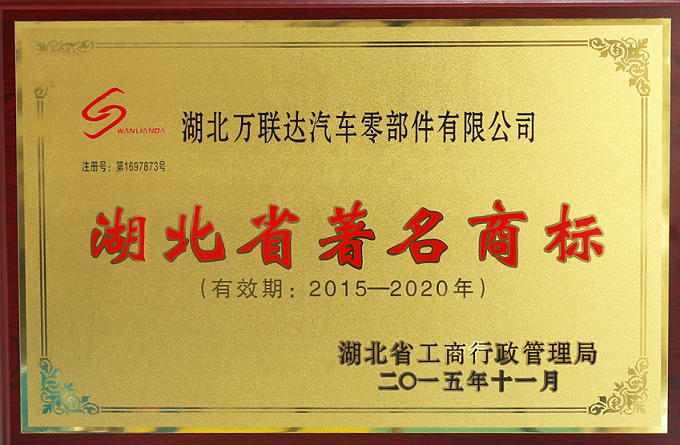 WANLIANDA
湖北万联达汽车零部件有限公司
注册号：第1697873号
湖北省著名商标
（有效期：2015—2020年）
湖北省工商行政管理局
二〇一五年十一月